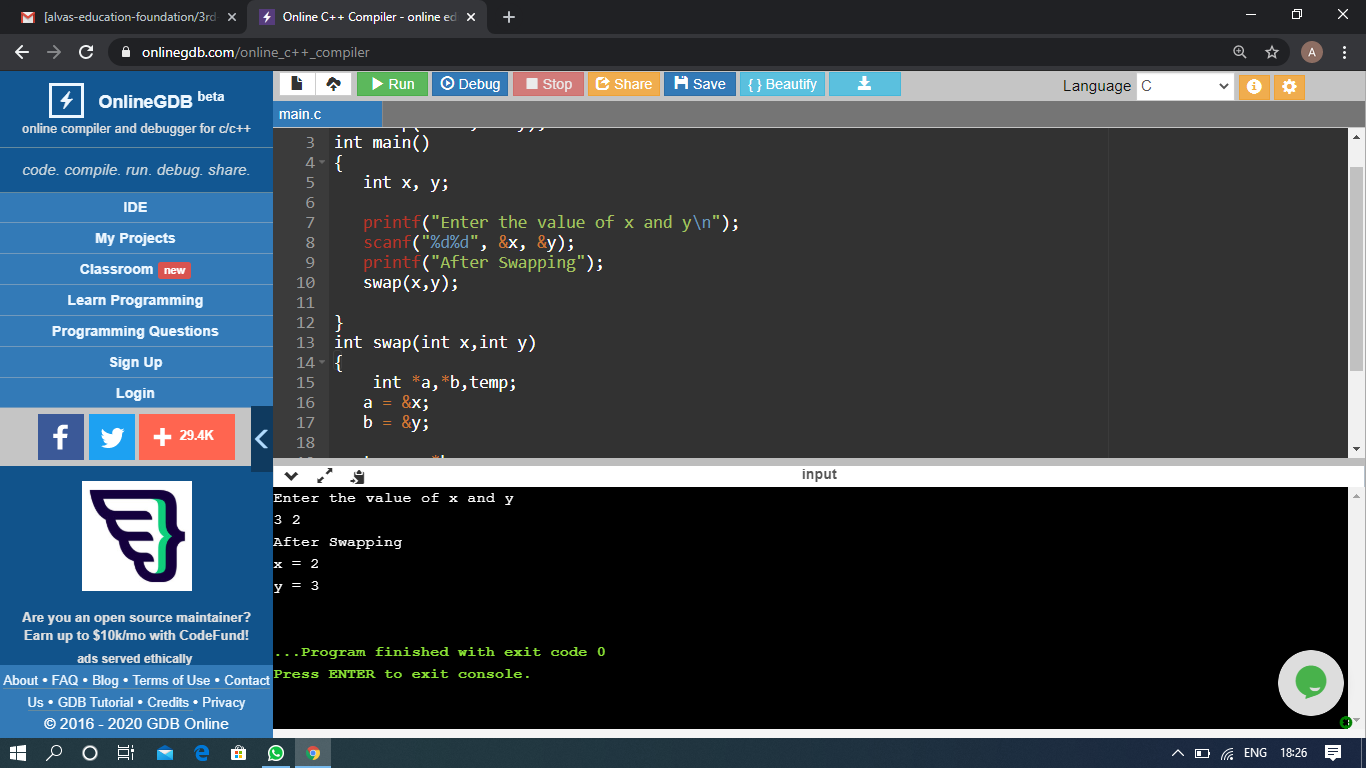 [alvas-education-foundation/3rd
Online C++ Compiler - online ed
onlinegdb.com/online_c++_compiler
A
OnlineGDB beta
online compiler and debugger for c/c++
code. compile. run. debug. share.
IDE
My Projects
Classroom new
Learn Programming
Programming Questions
Sign Up
Login
29.4K
Are you an open source maintainer?
Earn up to $10k/mo with CodeFund!
ads served ethically
About • FAQ • Blog • Terms of Use • Contact
Us • GDB Tutorial • Credits • Privacy
© 2016 - 2020 GDB Online
Run Debug Stop Share Save { } Beautify
Language C
main.c
3 int main()
4 {
5 int x, y;
6
7 printf("Enter the value of x and y\n");
8 scanf("%d%d", &x, &y);
9 printf("After Swapping");
10 swap(x,y);
11
12 }
13 int swap(int x,int y)
14 {
15 int *a,*b,temp;
16 a = &x;
17 b = &y;
18
input
Enter the value of x and y
3 2
After Swapping
x = 2
y = 3
...Program finished with exit code 0
Press ENTER to exit console.
ENG 18:26